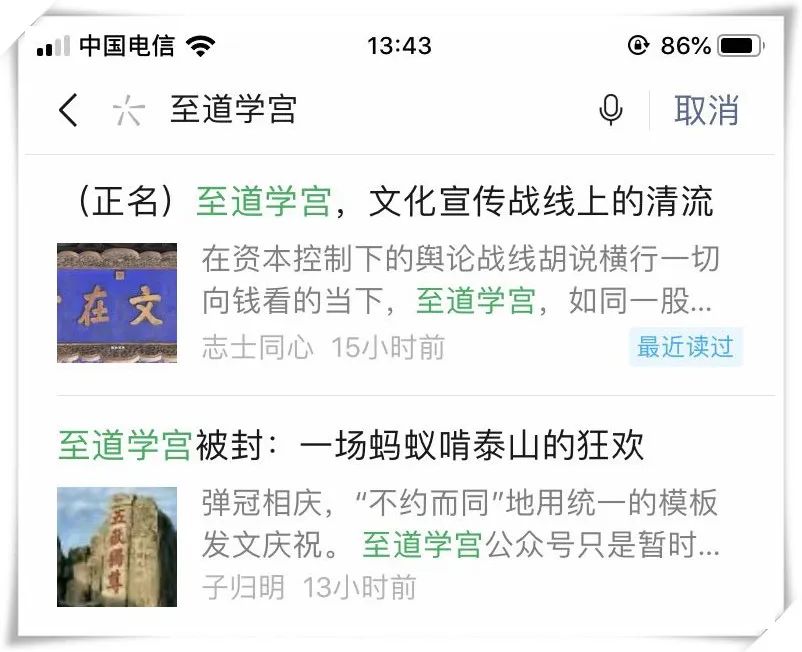 中国电信 13:43 86%
至道学宫 取消
（正名）至道学宫，文化宣传战线上的清流
在资本控制下的舆论战线胡说横行一切
向钱看的当下，至道学宫，如同一股...
在文
志士同心 15小时前 最近读过
至道学宫被封：一场蚂蚁啃泰山的狂欢
弹冠相庆，“不约而同”地用统一的模板
发文庆祝。 至道学宫公众号只是暂时...
五嶽獨尊
子归明 13小时前